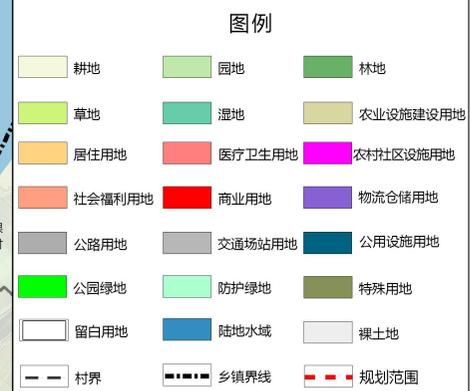 图例
耕地 园地 林地
草地 湿地 农业设施建设用地
居住用地 医疗卫生用地 农村社区设施用地
社会福利用地 商业用地 物流仓储用地
公路用地 交通场站用地 公用设施用地
公园绿地 防护绿地 特殊用地
留白用地 陆地水域 裸土地
村界 乡镇界线 规划范围